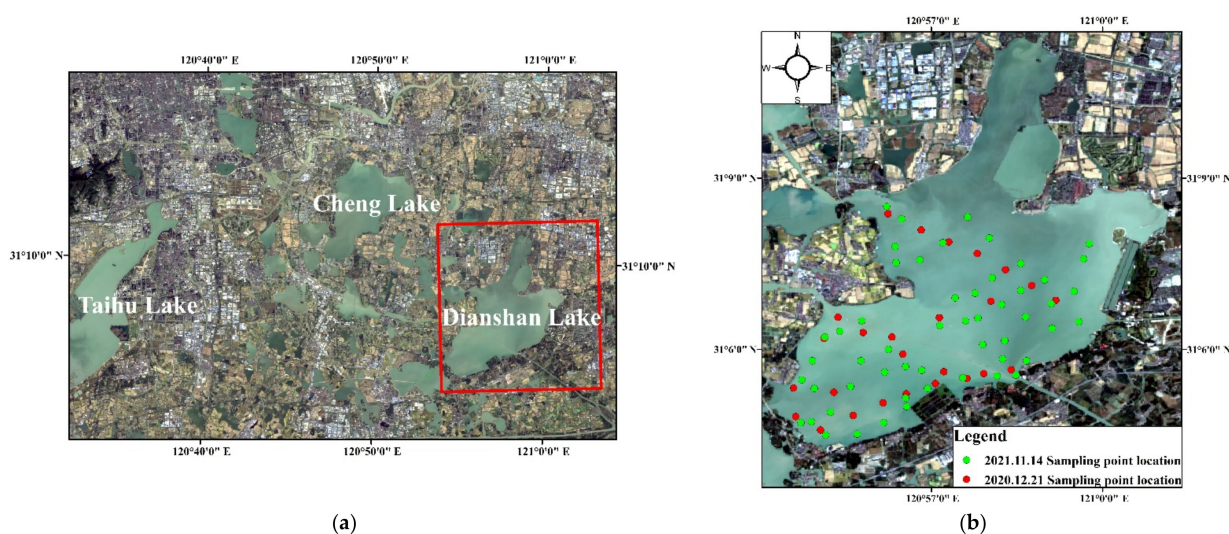 120°40'0" E
120°50'0" E
121°0'0" E
31°10'0" N
31°10'0" N
Cheng Lake
Taihu Lake
Dianshan Lake
120°40'0" E
120°50'0" E
121°0'0" E
(a)
120°57'0" E
121°0'0" E
N
W
E
S
31°9'0" N
31°9'0" N
31°6'0" N
31°6'0" N
Legend
2021.11.14 Sampling point location
2020.12.21 Sampling point location
120°57'0" E
121°0'0" E
(b)